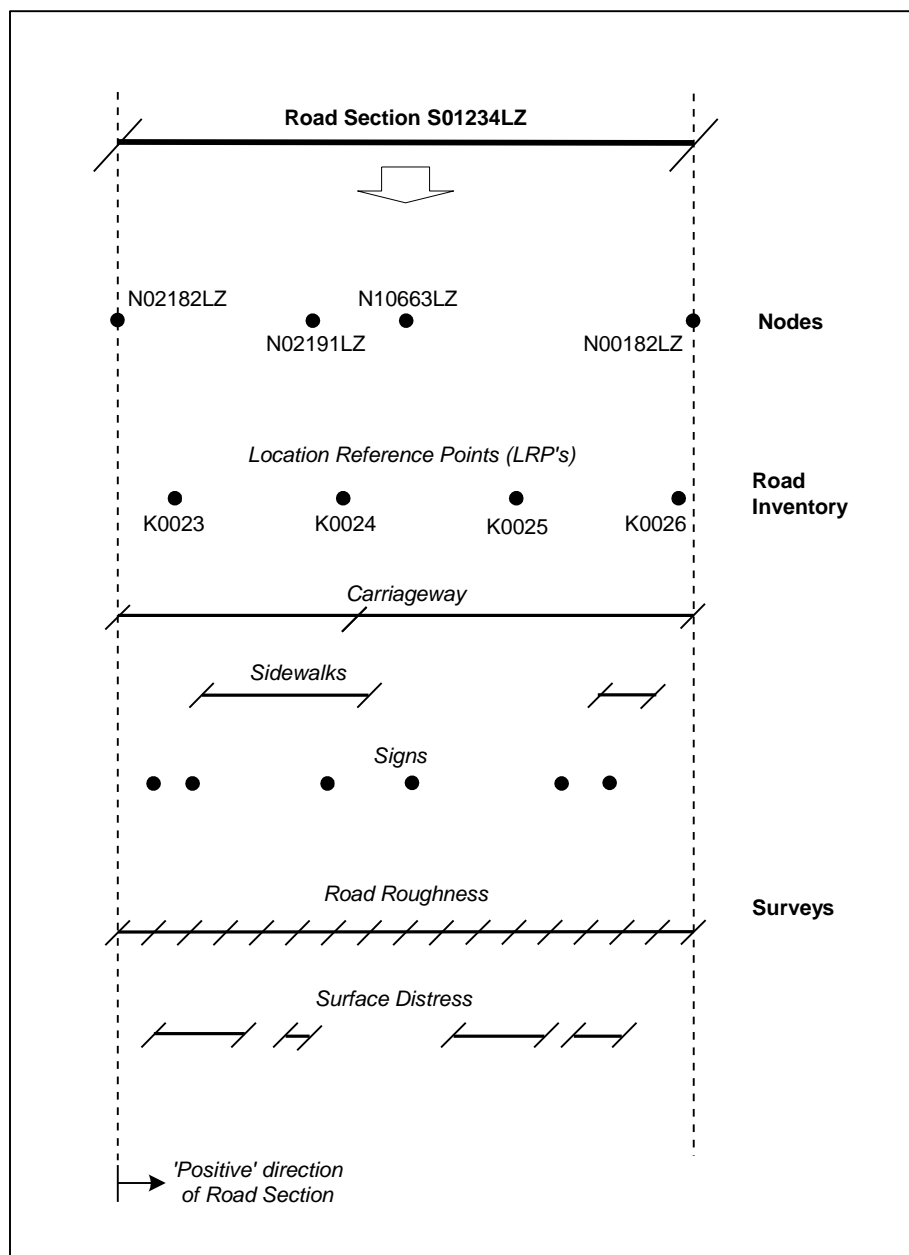 Road Section S01234LZ
N02182LZ
N10663LZ
N02191LZ
N00182LZ
Nodes
Location Reference Points (LRP's)
Road
Inventory
K0023
K0024
K0025
K0026
Carriageway
Sidewalks
Signs
Road Roughness
Surveys
Surface Distress
'Positive' direction
of Road Section